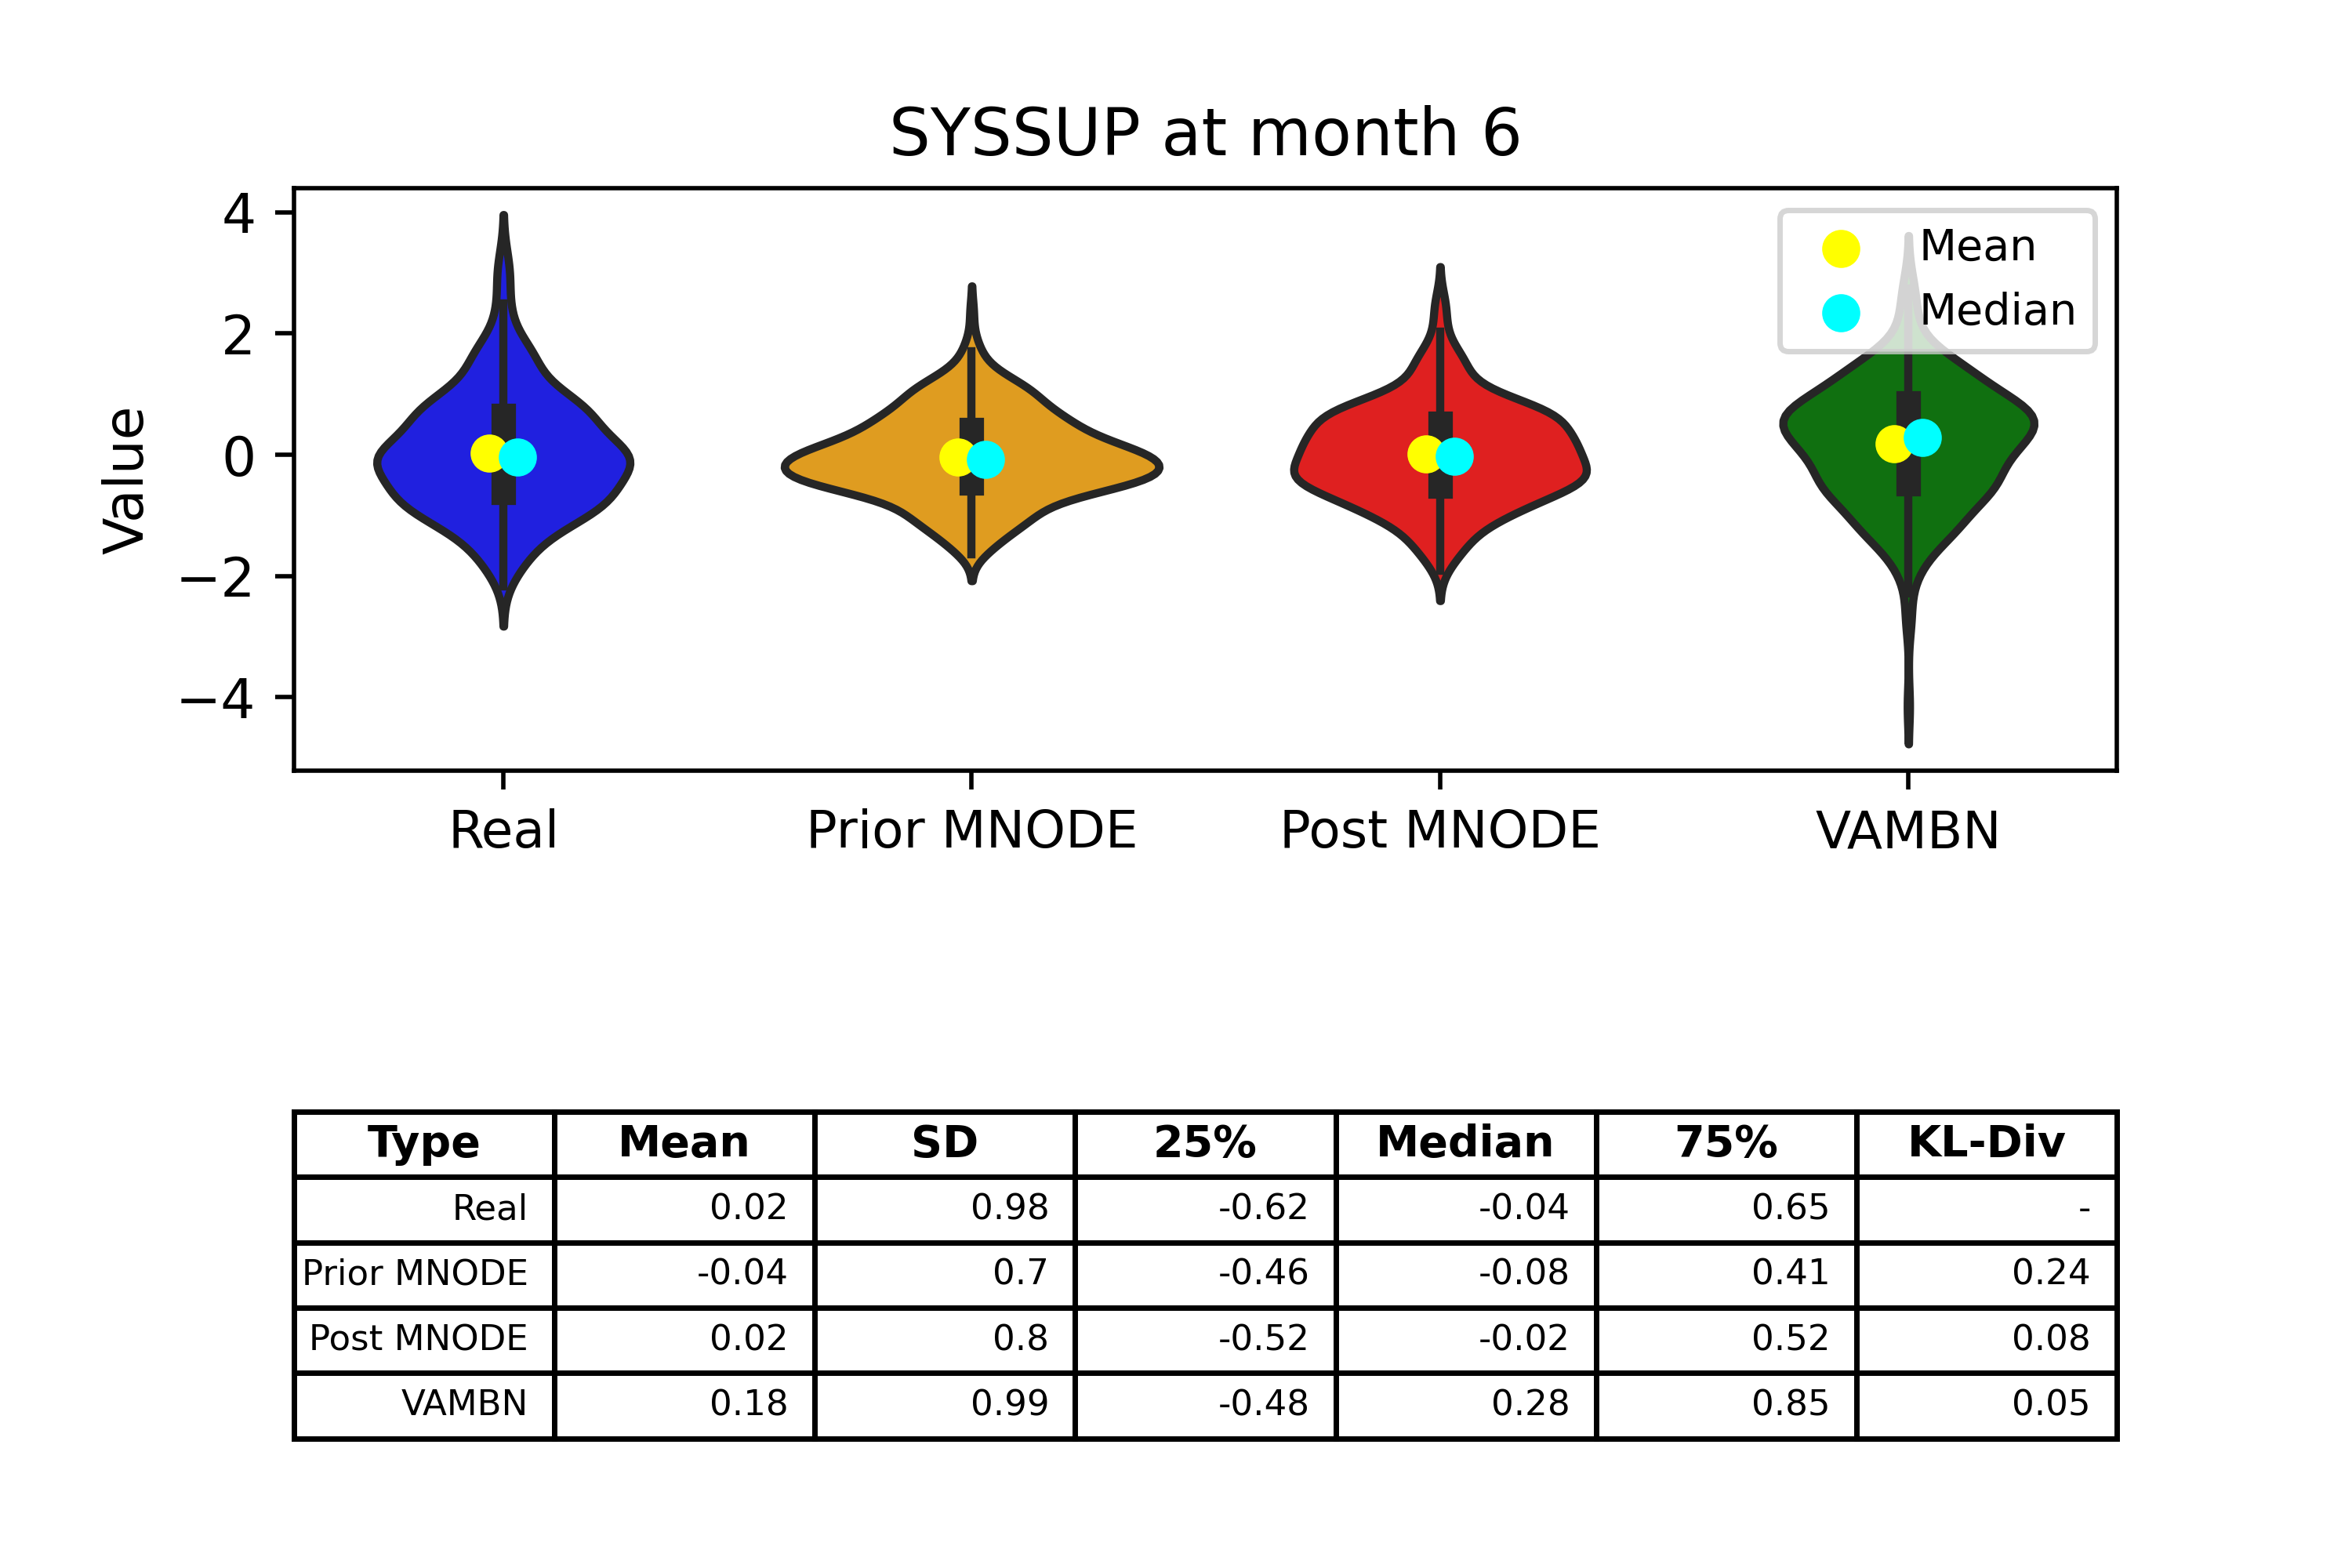 SYSSUP at month 6
Value
4
2
0
−2
−4
Mean
Median
Real Prior MNODE Post MNODE VAMBN
Type Mean SD 25% Median 75% KL-Div
Real 0.02 0.98 -0.62 -0.04 0.65 -
Prior MNODE -0.04 0.7 -0.46 -0.08 0.41 0.24
Post MNODE 0.02 0.8 -0.52 -0.02 0.52 0.08
VAMBN 0.18 0.99 -0.48 0.28 0.85 0.05